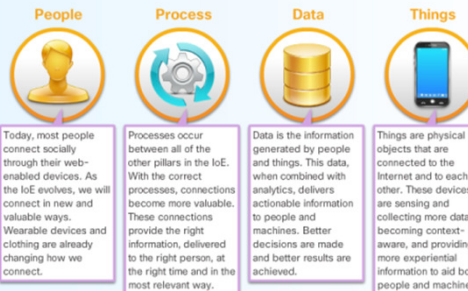 People
Today, most people
connect socially
through their web-
enabled devices. As
the IoE evolves, we will
connect in new and
valuable ways.
Wearable devices and
clothing are already
changing how we
connect.
Process
Processes occur
between all of the
other pillars in the IoE.
With the correct
processes, connections
become more valuable.
These connections
provide the right
information, delivered
to the right person, at
the right time and in the
most relevant way.
Data
Data is the information
generated by people
and things. This data,
when combined with
analytics, delivers
actionable information
to people and
machines. Better
decisions are made
and better results are
achieved.
Things
Things are physical
objects that are
connected to the
Internet and to each
other. These devices
are sensing and
collecting more data
becoming context-
aware, and providin
more experiential
information to aid bo
people and machine